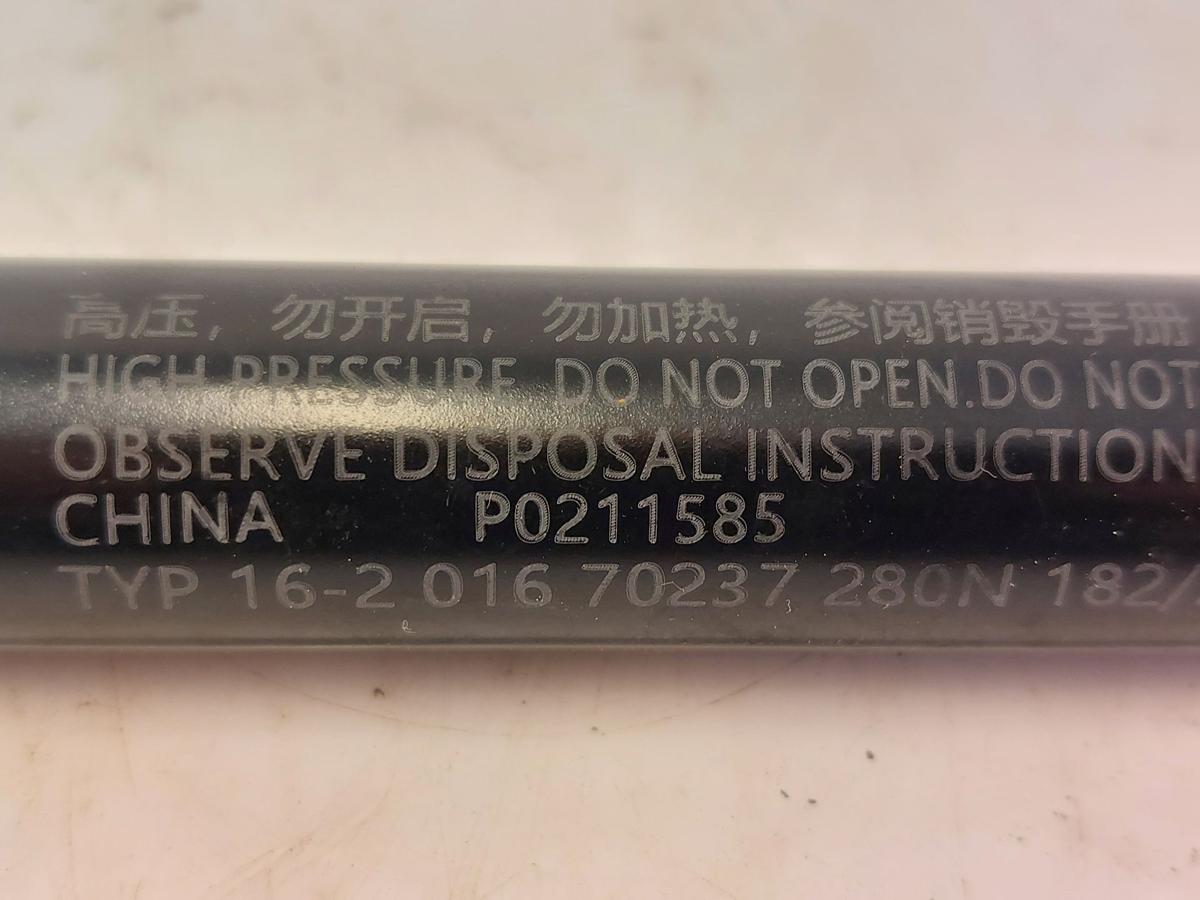 高压，勿开启，勿加热，参阅销毁手册
HIGH PRESSURE. DO NOT OPEN.DO NOT
OBSERVE DISPOSAL INSTRUCTION
CHINA P0211585
TYP 16-2 016 70237 280N 182/